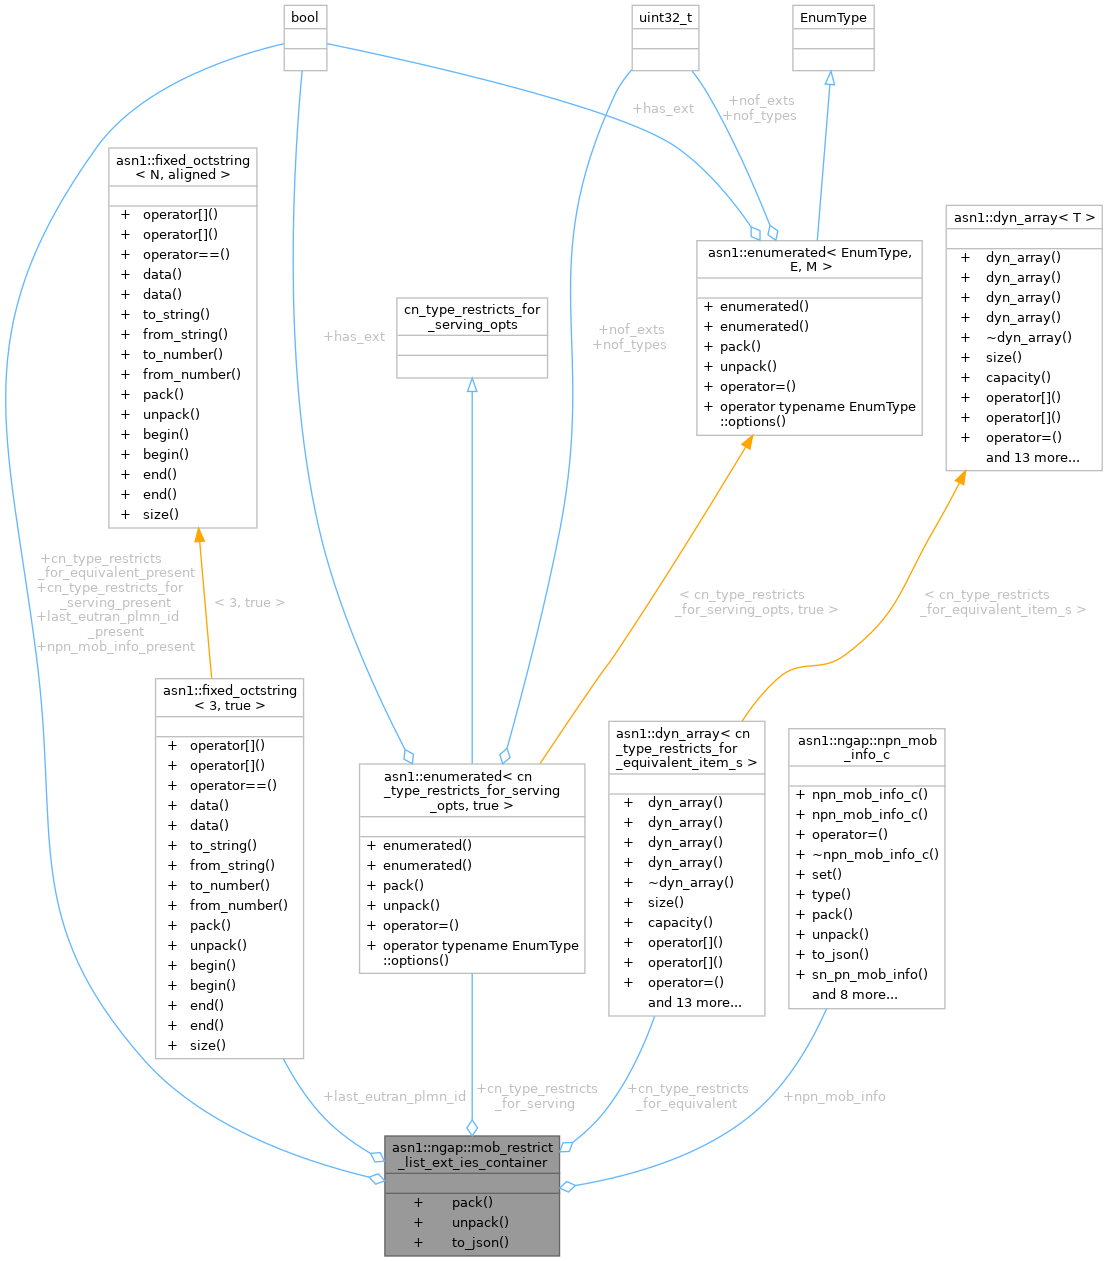 bool
uint32_t
EnumType
+has_ext
+nof_exts
+nof_types
asn1::fixed_octstring
< N, aligned >
+ operator[]()
+ operator[]()
+ operator==()
+ data()
+ data()
+ to_string()
+ from_string()
+ to_number()
+ from_number()
+ pack()
+ unpack()
+ begin()
+ begin()
+ end()
+ end()
+ size()
asn1::dyn_array< T >
+ dyn_array()
+ dyn_array()
+ dyn_array()
+ dyn_array()
+ ~dyn_array()
+ size()
+ capacity()
+ operator[]()
+ operator[]()
+ operator=()
and 13 more...
asn1::enumerated< EnumType,
E, M >
+ enumerated()
+ enumerated()
+ pack()
+ unpack()
+ operator=()
+ operator typename EnumType
::options()
cn_type_restricts_for
_serving_opts
+has_ext
+nof_exts
+nof_types
+cn_type_restricts
_for_equivalent_present
+cn_type_restricts_for
_serving_present
+last_eutran_plmn_id
_present
+npn_mob_info_present
< 3, true >
< cn_type_restricts
_for_serving_opts, true >
< cn_type_restricts
_for_equivalent_item_s >
asn1::fixed_octstring
< 3, true >
+ operator[]()
+ operator[]()
+ operator==()
+ data()
+ data()
+ to_string()
+ from_string()
+ to_number()
+ from_number()
+ pack()
+ unpack()
+ begin()
+ begin()
+ end()
+ end()
+ size()
asn1::enumerated< cn
_type_restricts_for_serving
_opts, true >
+ enumerated()
+ enumerated()
+ pack()
+ unpack()
+ operator=()
+ operator typename EnumType
::options()
asn1::dyn_array< cn
_type_restricts_for
_equivalent_item_s >
+ dyn_array()
+ dyn_array()
+ dyn_array()
+ dyn_array()
+ ~dyn_array()
+ size()
+ capacity()
+ operator[]()
+ operator[]()
+ operator=()
and 13 more...
asn1::ngap::npn_mob
_info_c
+ npn_mob_info_c()
+ npn_mob_info_c()
+ operator=()
+ ~npn_mob_info_c()
+ set()
+ type()
+ pack()
+ unpack()
+ to_json()
+ sn_pn_mob_info()
and 8 more...
+last_eutran_plmn_id
+cn_type_restricts
_for_serving
+cn_type_restricts
_for_equivalent
+npn_mob_info
asn1::ngap::mob_restrict
_list_ext_ies_container
+ pack()
+ unpack()
+ to_json()